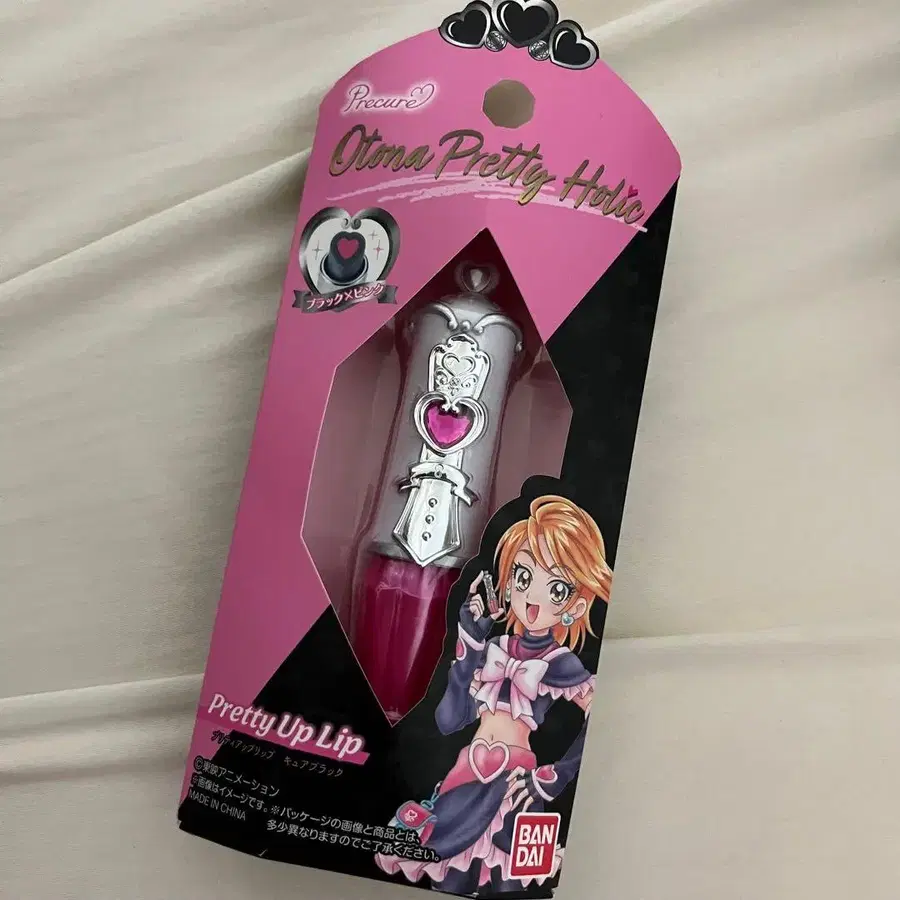 Precure
Otona Pretty Holic
ブラック×ピンク
Pretty Up Lip
プリティアップリップ キュアブラック
©東映アニメーション
※画像はイメージです。※パッケージの画像と商品とは、
多少異なりますのでご了承ください。
MADE IN CHINA
BAN
DAI